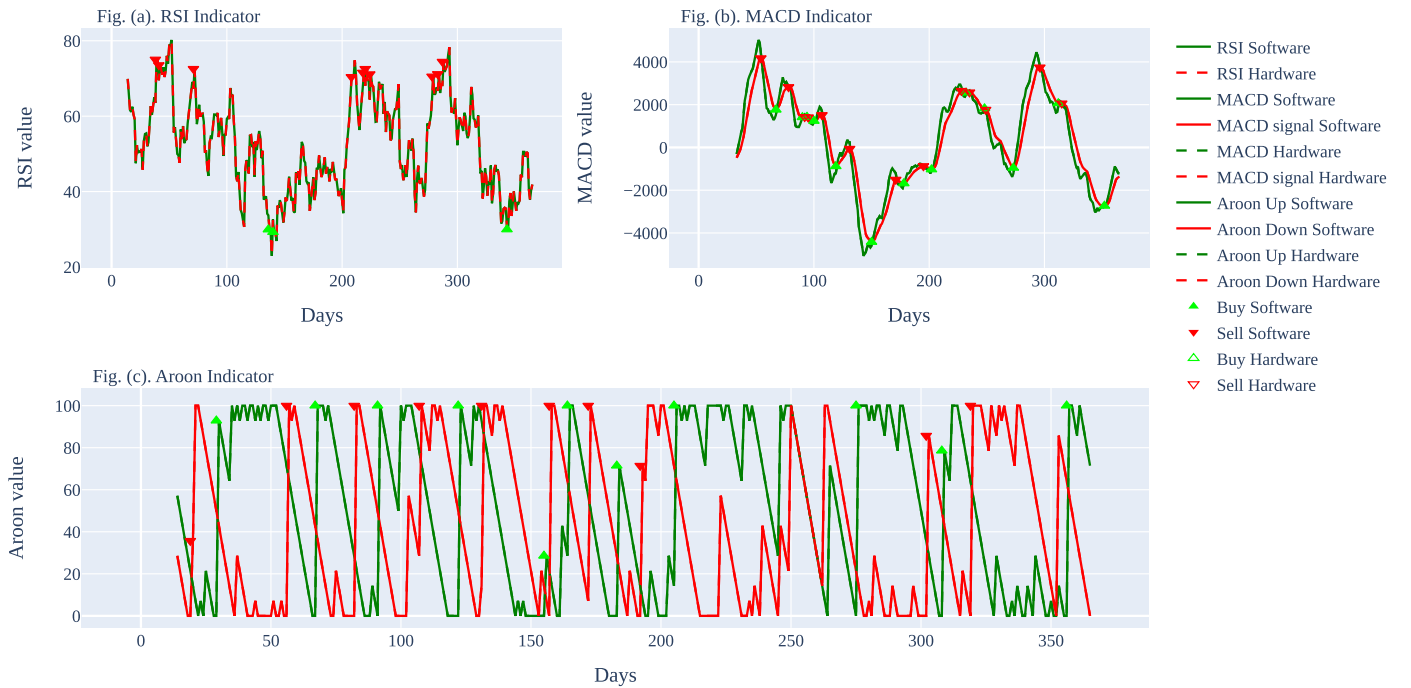 Fig. (a). RSI Indicator
RSI value
80
60
40
20
0
100
200
300
Days
Fig. (b). MACD Indicator
MACD value
4000
2000
0
−2000
−4000
0
100
200
300
Days
RSI Software
RSI Hardware
MACD Software
MACD signal Software
MACD Hardware
MACD signal Hardware
Aroon Up Software
Aroon Down Software
Aroon Up Hardware
Aroon Down Hardware
Buy Software
Sell Software
Buy Hardware
Sell Hardware
Fig. (c). Aroon Indicator
Aroon value
100
80
60
40
20
0
0
50
100
150
200
250
300
350
Days